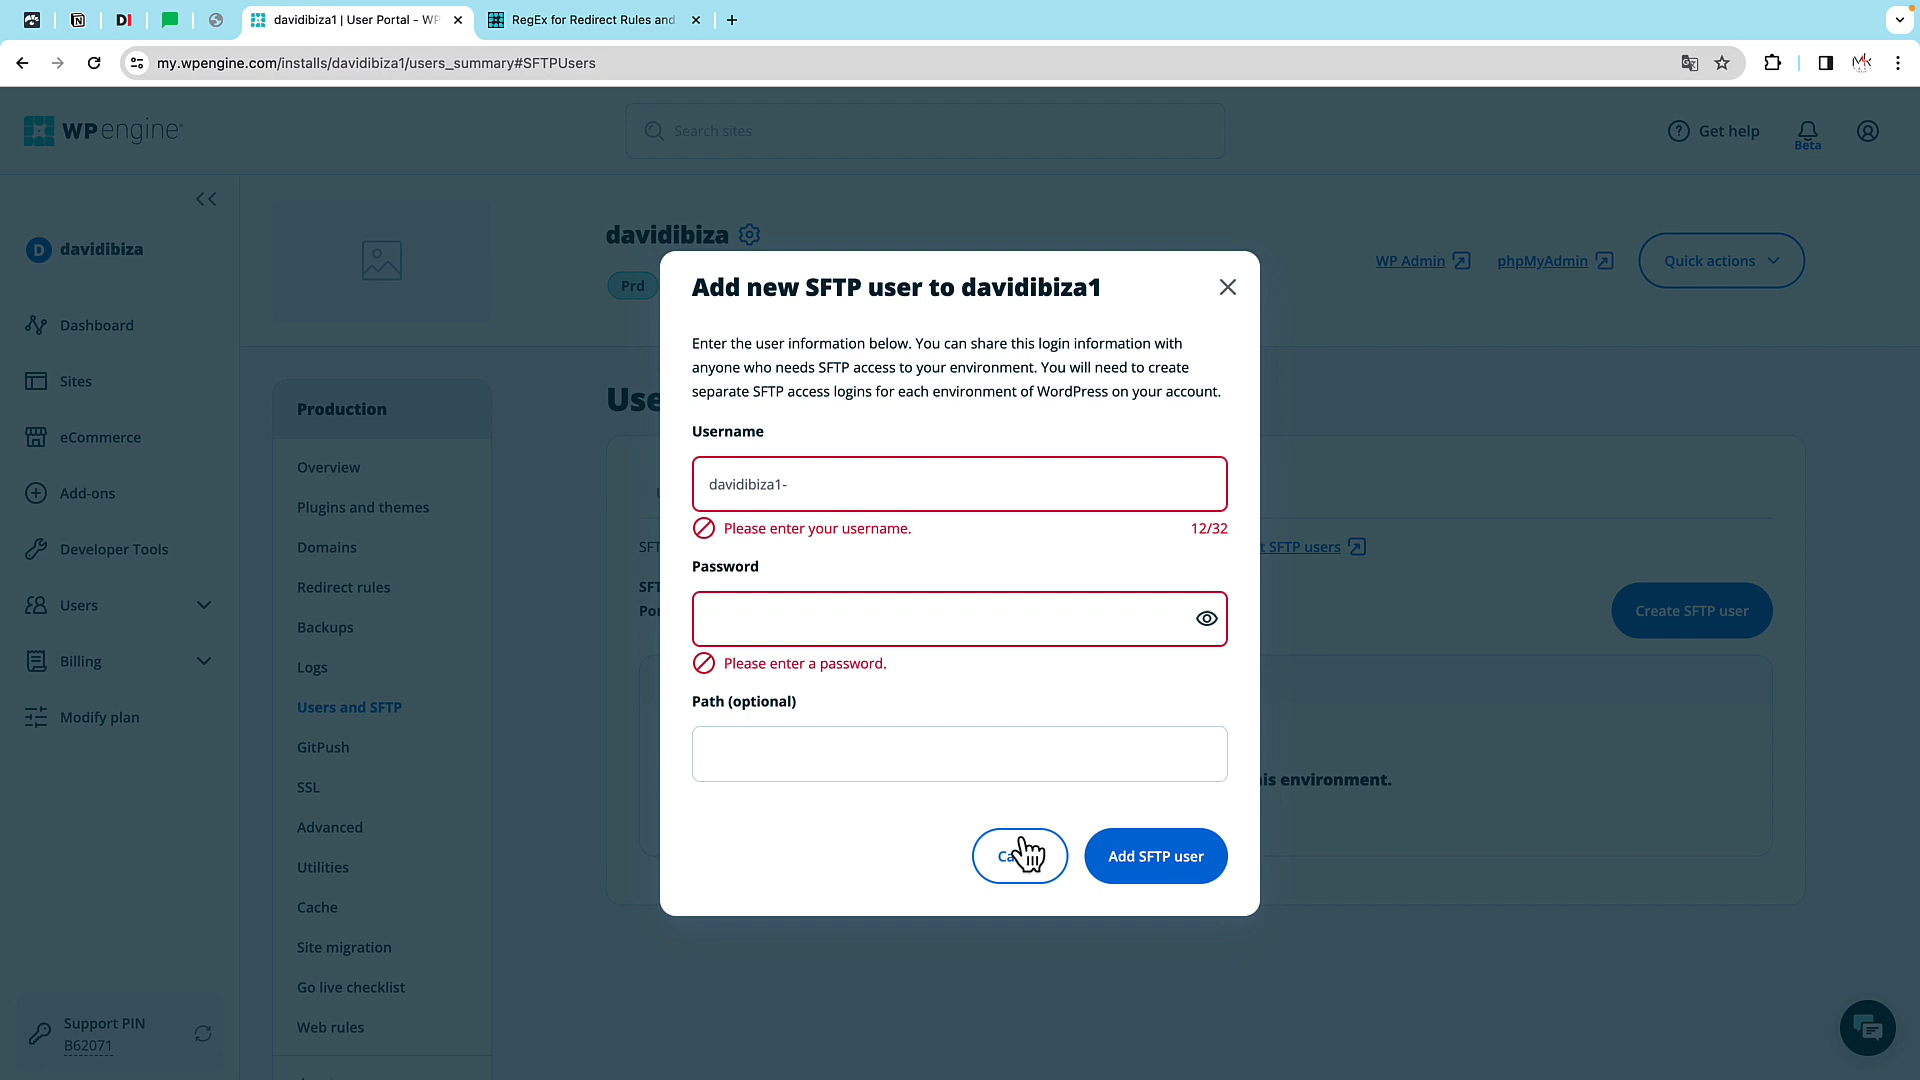 DI
davidibiza1 | User Portal - WP
RegEx for Redirect Rules and
my.wpengine.com/installs/davidibiza1/users_summary#SFTPUsers
WP engine
Search sites
Get help
Beta
D davidibiza
Dashboard
Sites
eCommerce
Add-ons
Developer Tools
Users
Billing
Modify plan
Support PIN
B62071
davidibiza
Prd
WP Admin
phpMyAdmin
Quick actions
Production
Overview
Plugins and themes
Domains
Redirect rules
Backups
Logs
Users and SFTP
GitPush
SSL
Advanced
Utilities
Cache
Site migration
Go live checklist
Web rules
SFTP users
Create SFTP user
environment.
Add new SFTP user to davidibiza1
Enter the user information below. You can share this login information with
anyone who needs SFTP access to your environment. You will need to create
separate SFTP access logins for each environment of WordPress on your account.
Username
davidibiza1-
Please enter your username.
12/32
Password
Please enter a password.
Path (optional)
Add SFTP user